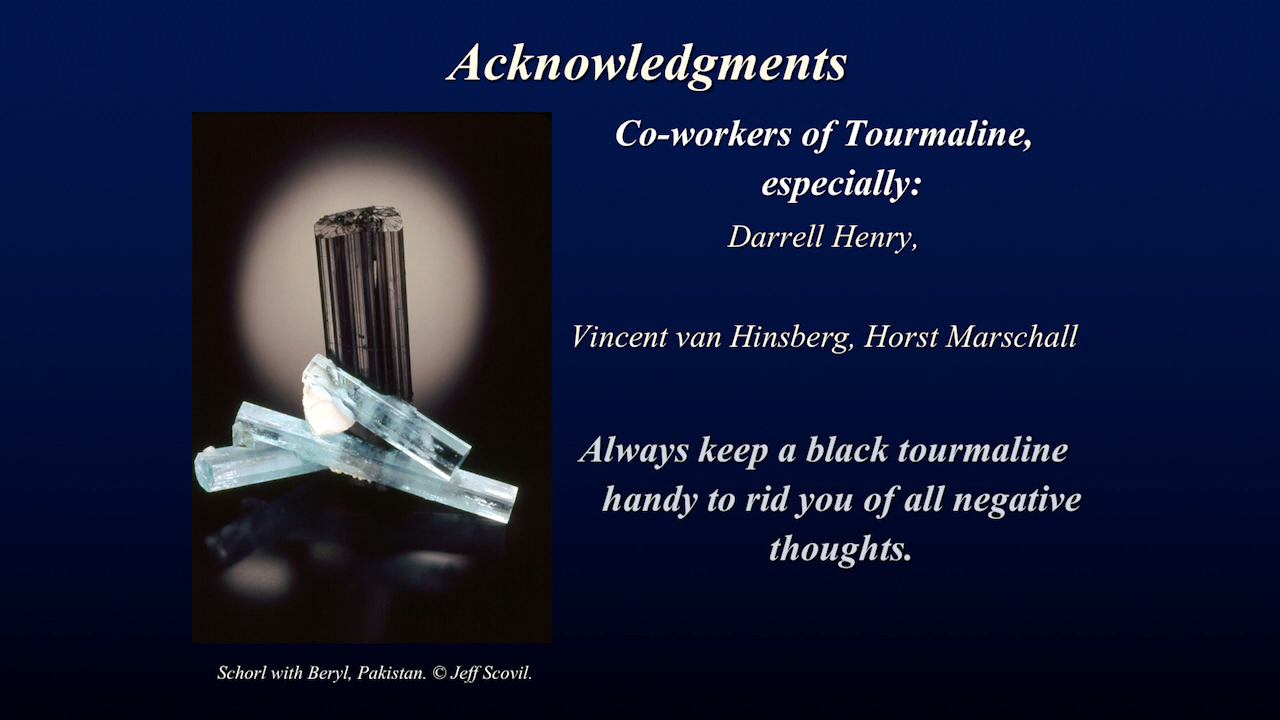 Acknowledgments
Co-workers of Tourmaline,
especially:
Darrell Henry,
Vincent van Hinsberg, Horst Marschall
Always keep a black tourmaline
handy to rid you of all negative
thoughts.
Schorl with Beryl, Pakistan. © Jeff Scovil.